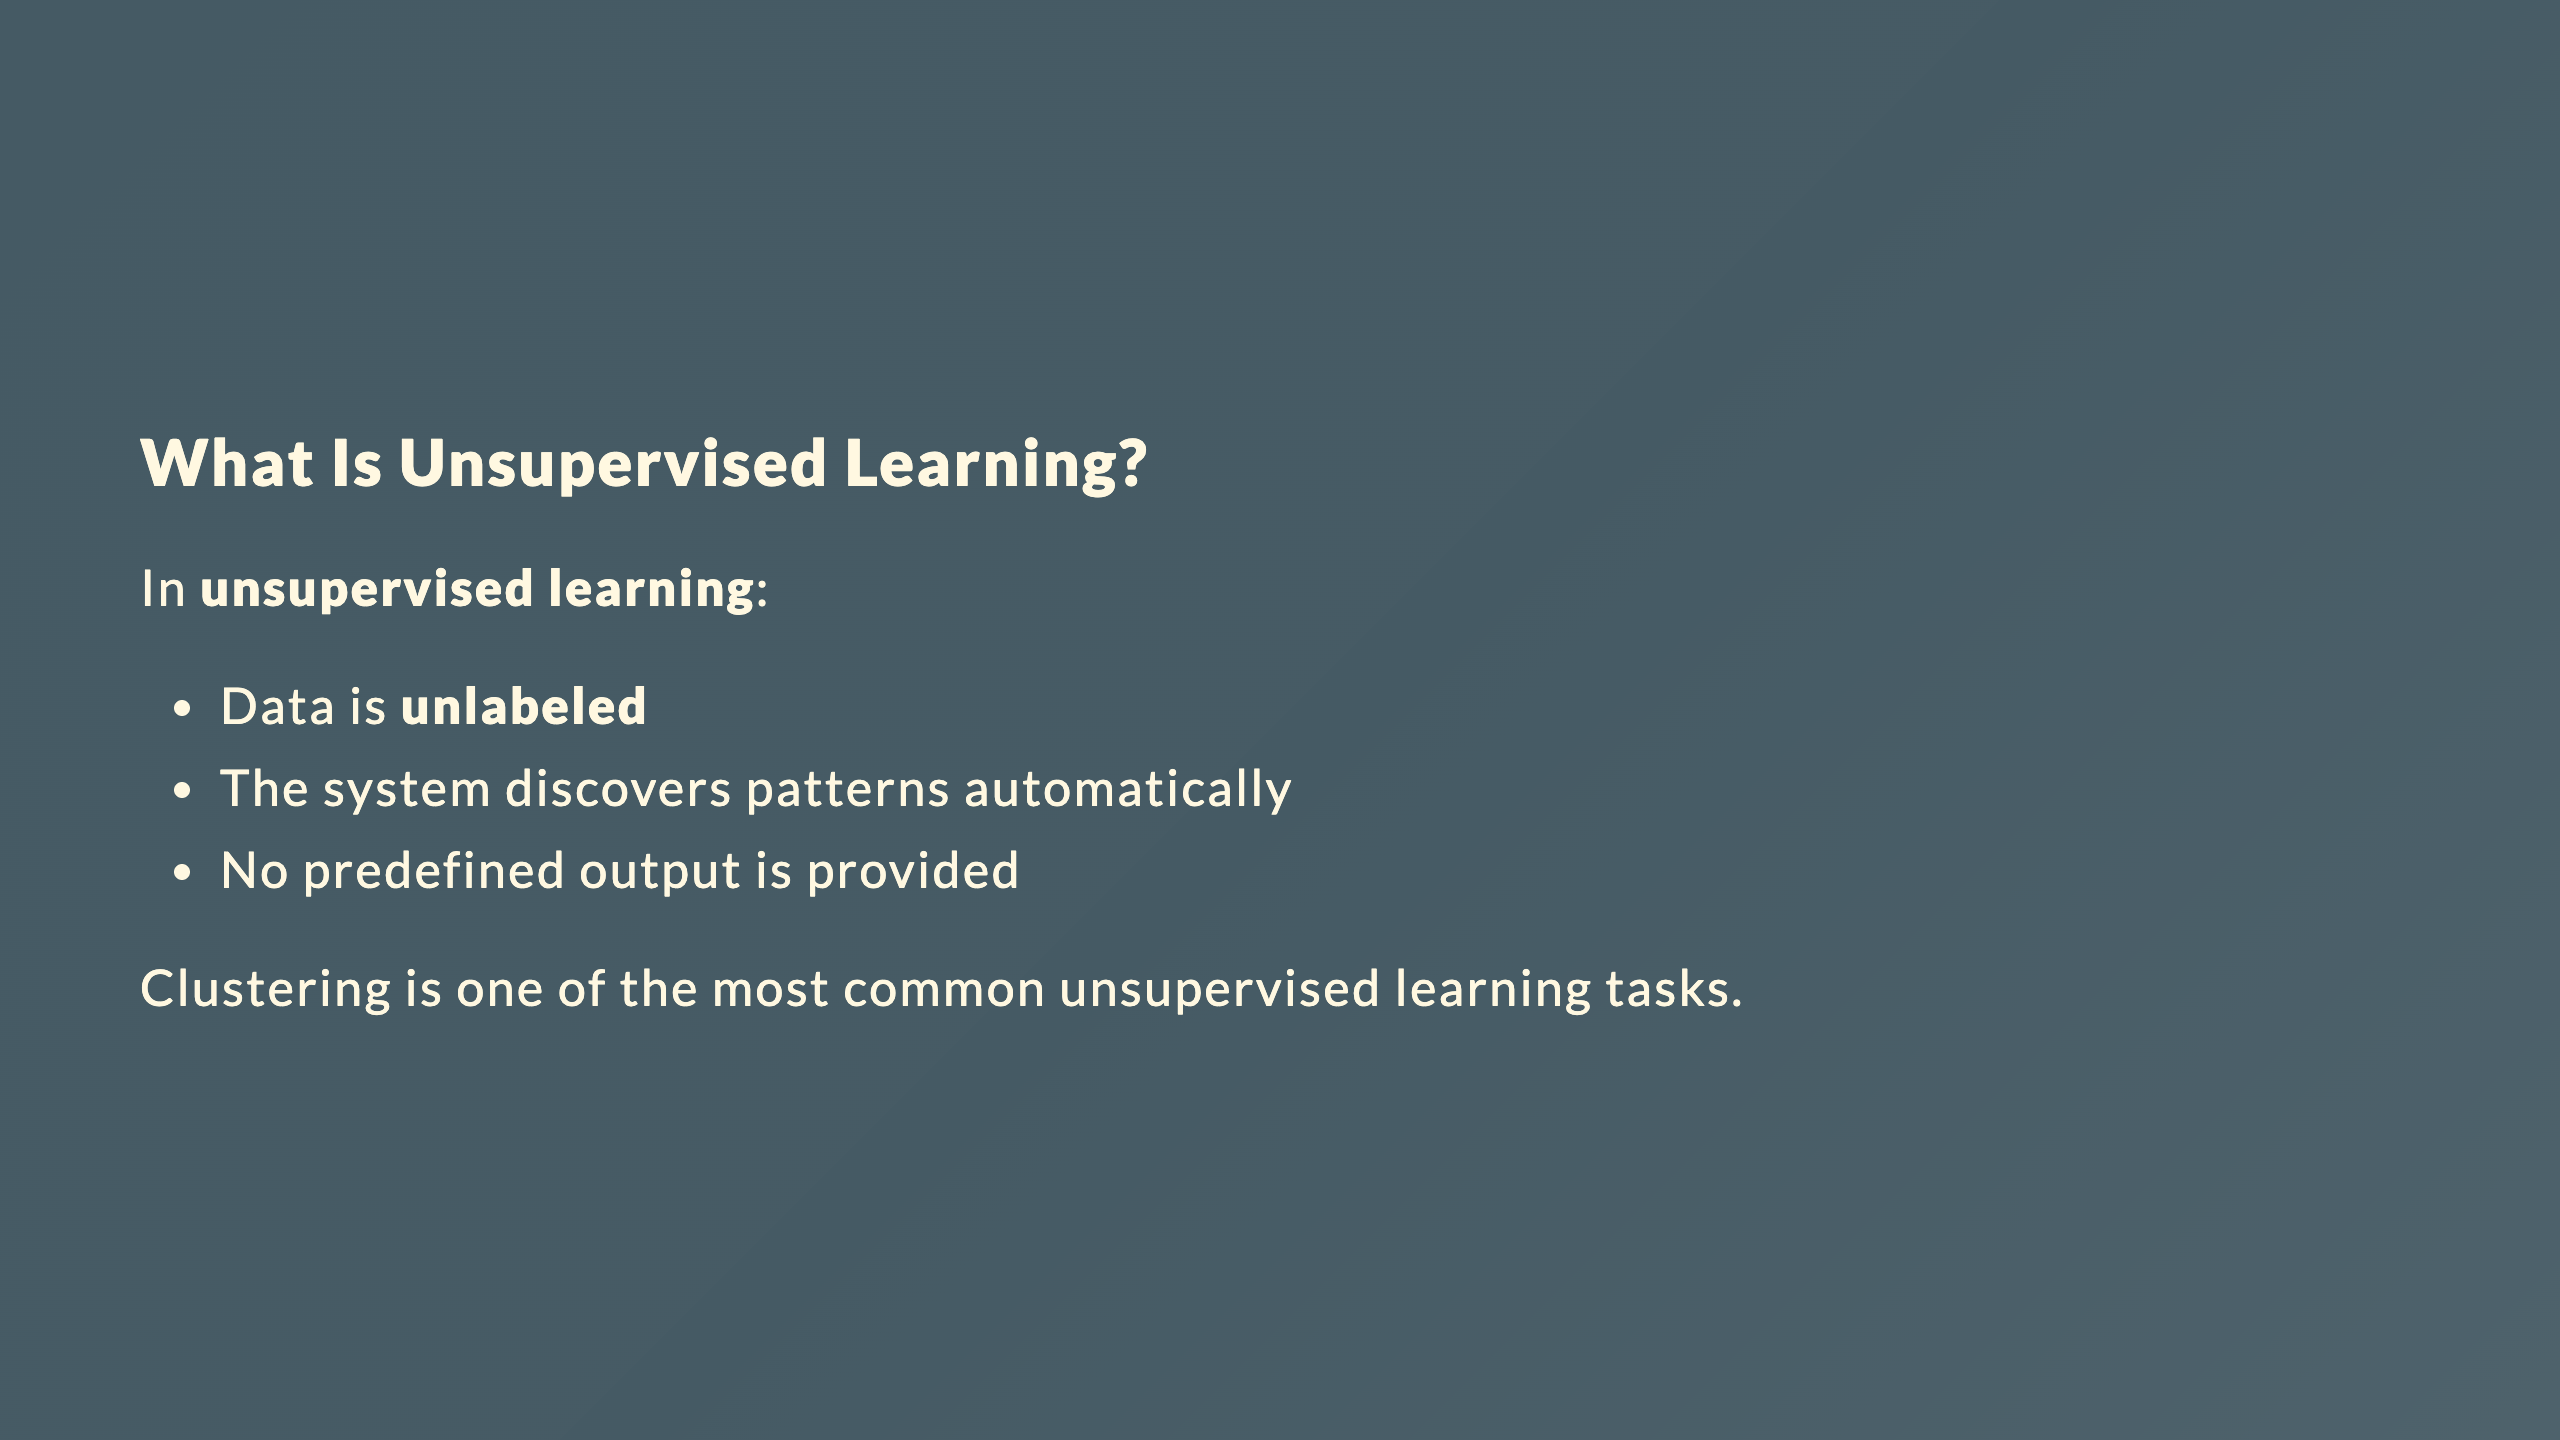 What Is Unsupervised Learning?
In unsupervised learning:
• Data is unlabeled
• The system discovers patterns automatically
• No predefined output is provided
Clustering is one of the most common unsupervised learning tasks.